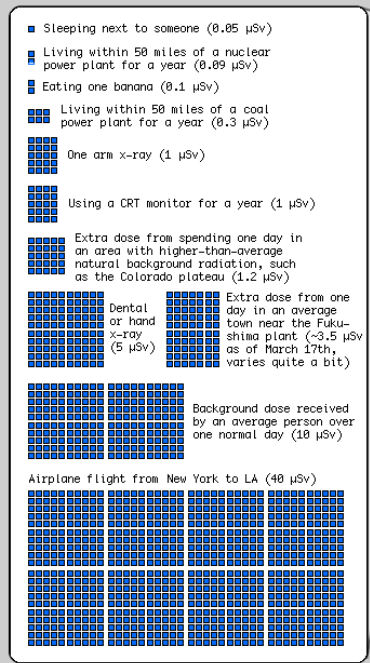 Sleeping next to someone (0.05 µSv)
Living within 50 miles of a nuclear
power plant for a year (0.09 µSv)
Eating one banana (0.1 µSv)
Living within 50 miles of a coal
power plant for a year (0.3 µSv)
One arm x-ray (1 µSv)
Using a CRT monitor for a year (1 µSv)
Extra dose from spending one day in
an area with higher-than-average
natural background radiation, such
as the Colorado plateau (1.2 µSv)
Dental
or hand
x-ray
(5 µSv)
Extra dose from one
day in an average
town near the Fuku-
shima plant (~3.5 µSv
as of March 17th,
varies quite a bit)
Background dose received
by an average person over
one normal day (10 µSv)
Airplane flight from New York to LA (40 µSv)